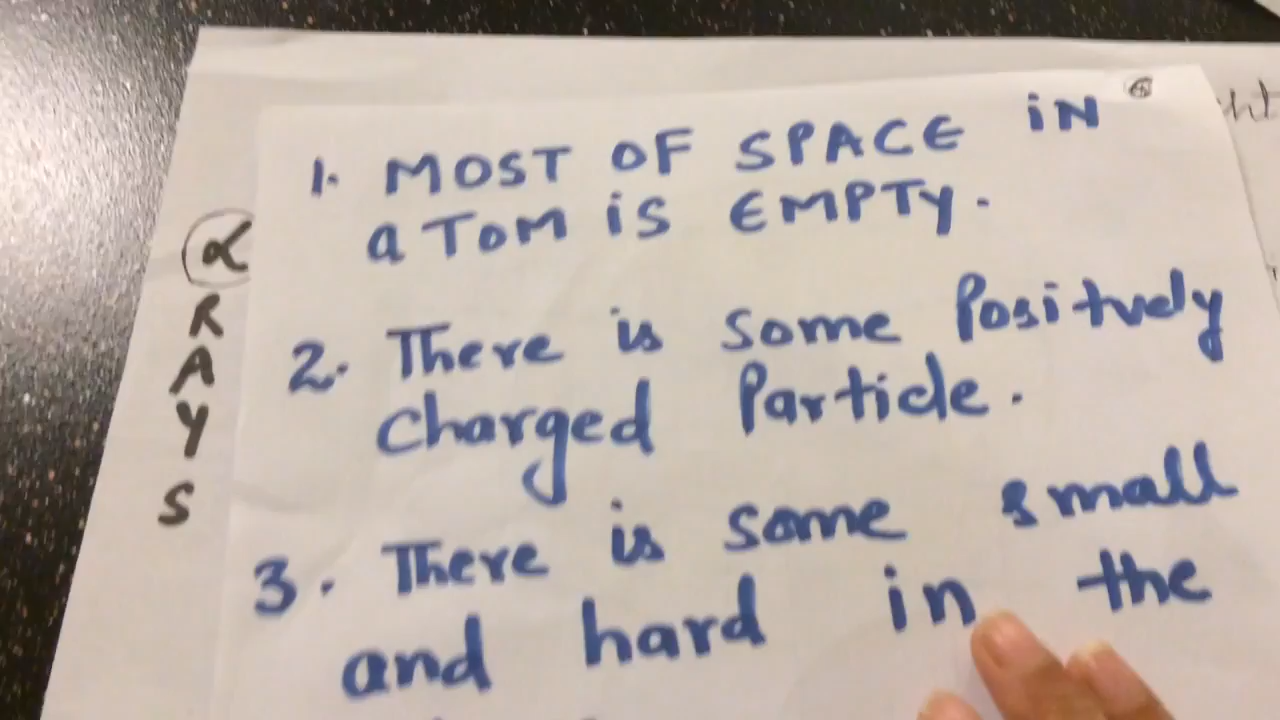 1. MOST OF SPACE iN
aTOM iS EMPTY.
2. There is some Positvely
charged Particle.
3. There is some small
and hard in the
α
R
A
Y
S